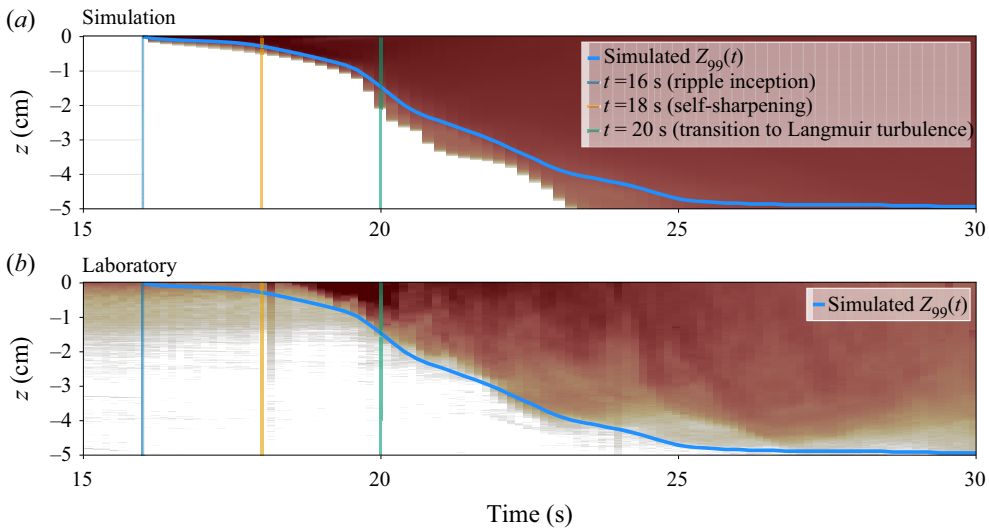 (a) Simulation
0
–1
–2
–3
–4
–5
z (cm)
Simulated Z99(t)
t =16 s (ripple inception)
t =18 s (self-sharpening)
t = 20 s (transition to Langmuir turbulence)
15 20 25 30
(b) Laboratory
0
–1
–2
–3
–4
–5
z (cm)
Simulated Z99(t)
15 20 25 30
Time (s)